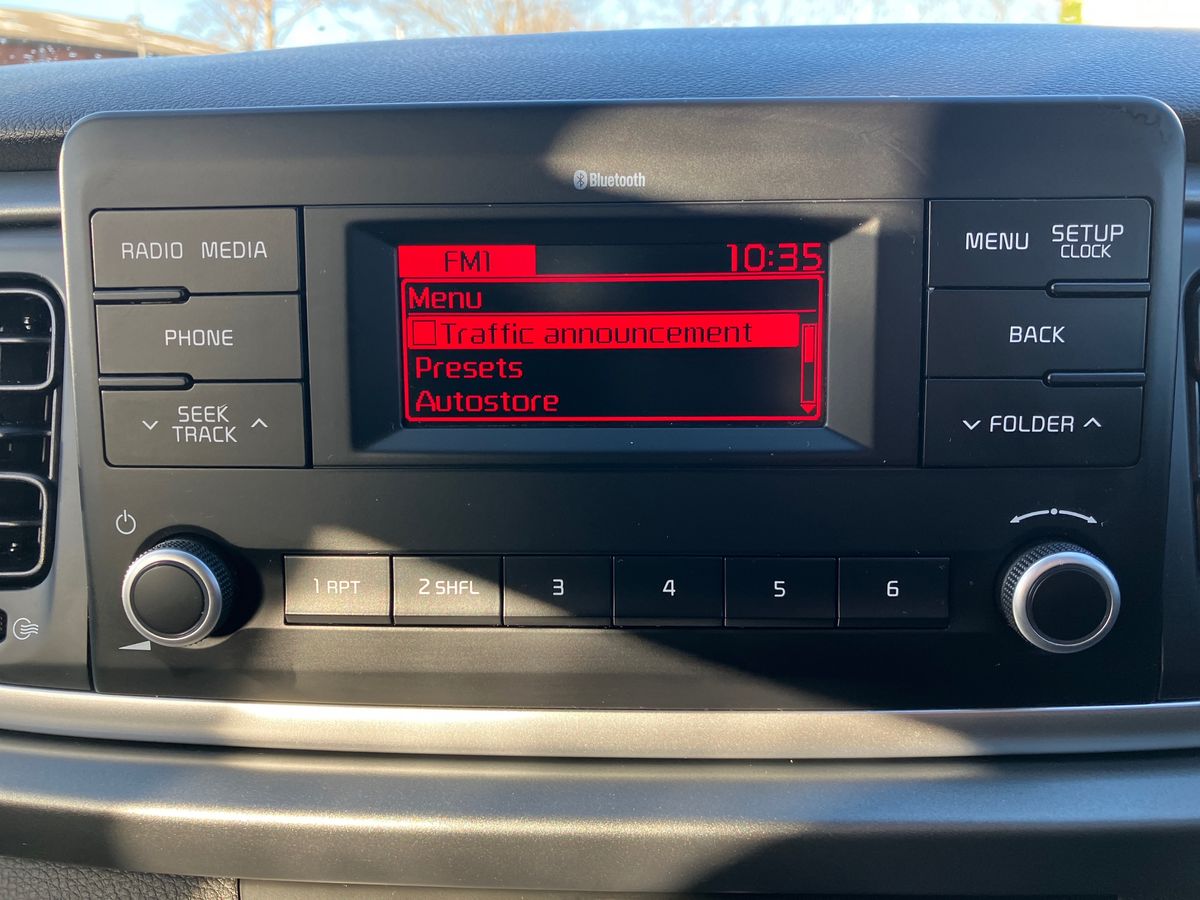 Bluetooth
RADIO MEDIA
PHONE
SEEK
TRACK
FM1 10:35
Menu
Traffic announcement
Presets
Autostore
MENU SETUP
CLOCK
BACK
FOLDER
1 RPT 2 SHFL 3 4 5 6